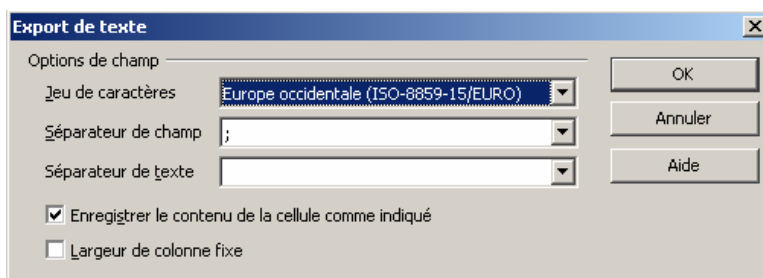 Export de texte
Options de champ
Jeu de caractères Europe occidentale (ISO-8859-15/EURO)
Séparateur de champ ;
Séparateur de texte
Enregistrer le contenu de la cellule comme indiqué
Largeur de colonne fixe
OK
Annuler
Aide